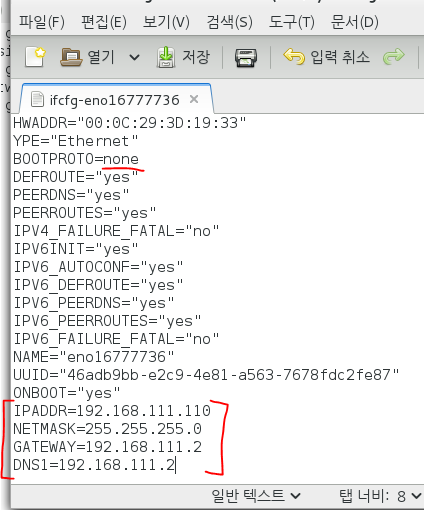 파일(F) 편집(E) 보기(V) 검색(S) 도구(T) 문서(D)
열기 저장 입력 취소
ifcfg-eno16777736 ×
HWADDR="00:0C:29:3D:19:33"
YPE="Ethernet"
BOOTPROTO=none
DEFROUTE="yes"
PEERDNS="yes"
PEERROUTES="yes"
IPV4_FAILURE_FATAL="no"
IPV6INIT="yes"
IPV6_AUTOCONF="yes"
IPV6_DEFROUTE="yes"
IPV6_PEERDNS="yes"
IPV6_PEERROUTES="yes"
IPV6_FAILURE_FATAL="no"
NAME="eno16777736"
UUID="46adb9bb-e2c9-4e81-a563-7678fdc2fe87"
ONBOOT="yes"
IPADDR=192.168.111.110
NETMASK=255.255.255.0
GATEWAY=192.168.111.2
DNS1=192.168.111.2
일반 텍스트 탭 너비: 8